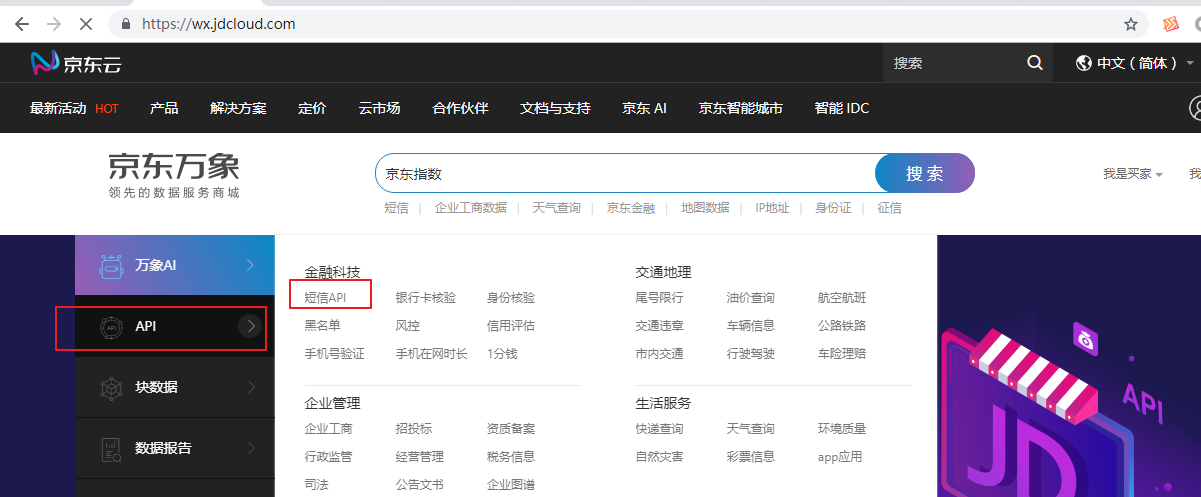 https://wx.jdcloud.com
京东云
搜索
中文（简体）
最新活动 HOT 产品 解决方案 定价 云市场 合作伙伴 文档与支持 京东 AI 京东智能城市 智能 IDC
京东万象
领先的数据服务商城
京东指数
搜索
我是买家
我
短信 | 企业工商数据 | 天气查询 | 京东金融 | 地图数据 | IP地址 | 身份证 | 征信
万象AI
API
API
块数据
数据报告
金融科技
短信API 银行卡核验 身份核验
黑名单 风控 信用评估
手机号验证 手机在网时长 1分钱
企业管理
企业工商 招投标 资质备案
行政监管 经营管理 税务信息
司法 公告文书 企业图谱
交通地理
尾号限行 油价查询 航空航班
交通违章 车辆信息 公路铁路
市内交通 行驶驾驶 车险理赔
生活服务
快递查询 天气查询 环境质量
自然灾害 彩票信息 app应用
API
JD